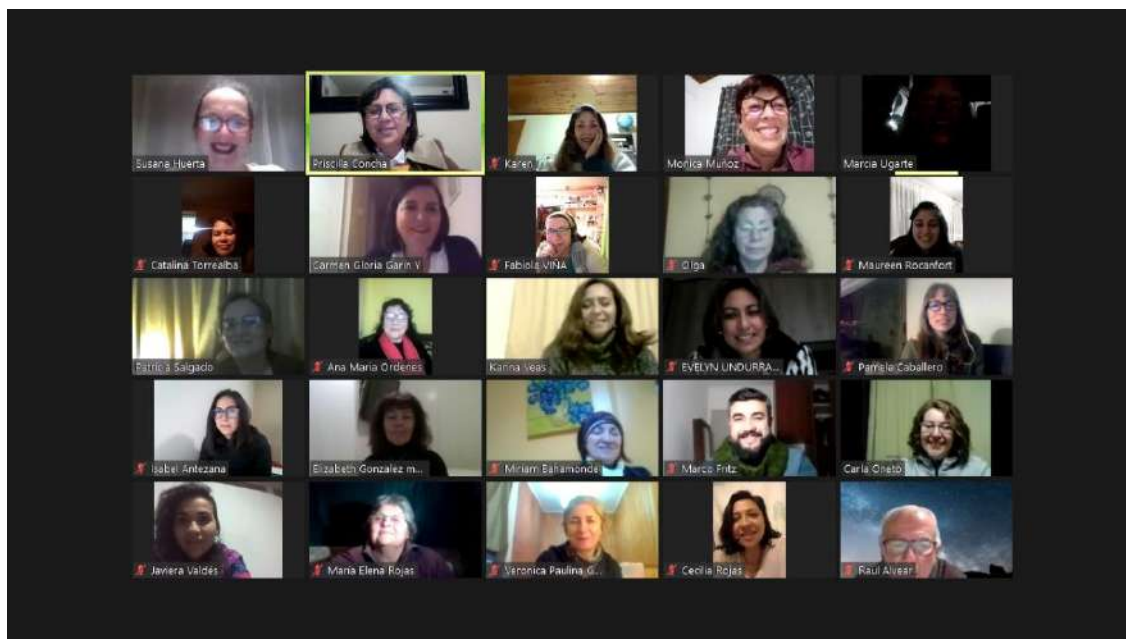 Susana Huerta
Priscilla Concha
Karen
Monica Muñoz
Marcia Ugarte
Catalina Torrealba
Carmen Gloria Garin Y
Fabiola VIÑA
Olga
Maureen Rocanfort
Patricia Salgado
Ana Maria Órdenes
Karina Veas
EVELYN UNDURRA...
Pamela Caballero
Isabel Antezana
Elizabeth Gonzalez m...
Miriam Bahamonde
Marco Fritz
Carla Oneto
Javiera Valdés
Maria Elena Rojas
Veronica Paulina G...
Cecilia Rojas
Raúl Alvear